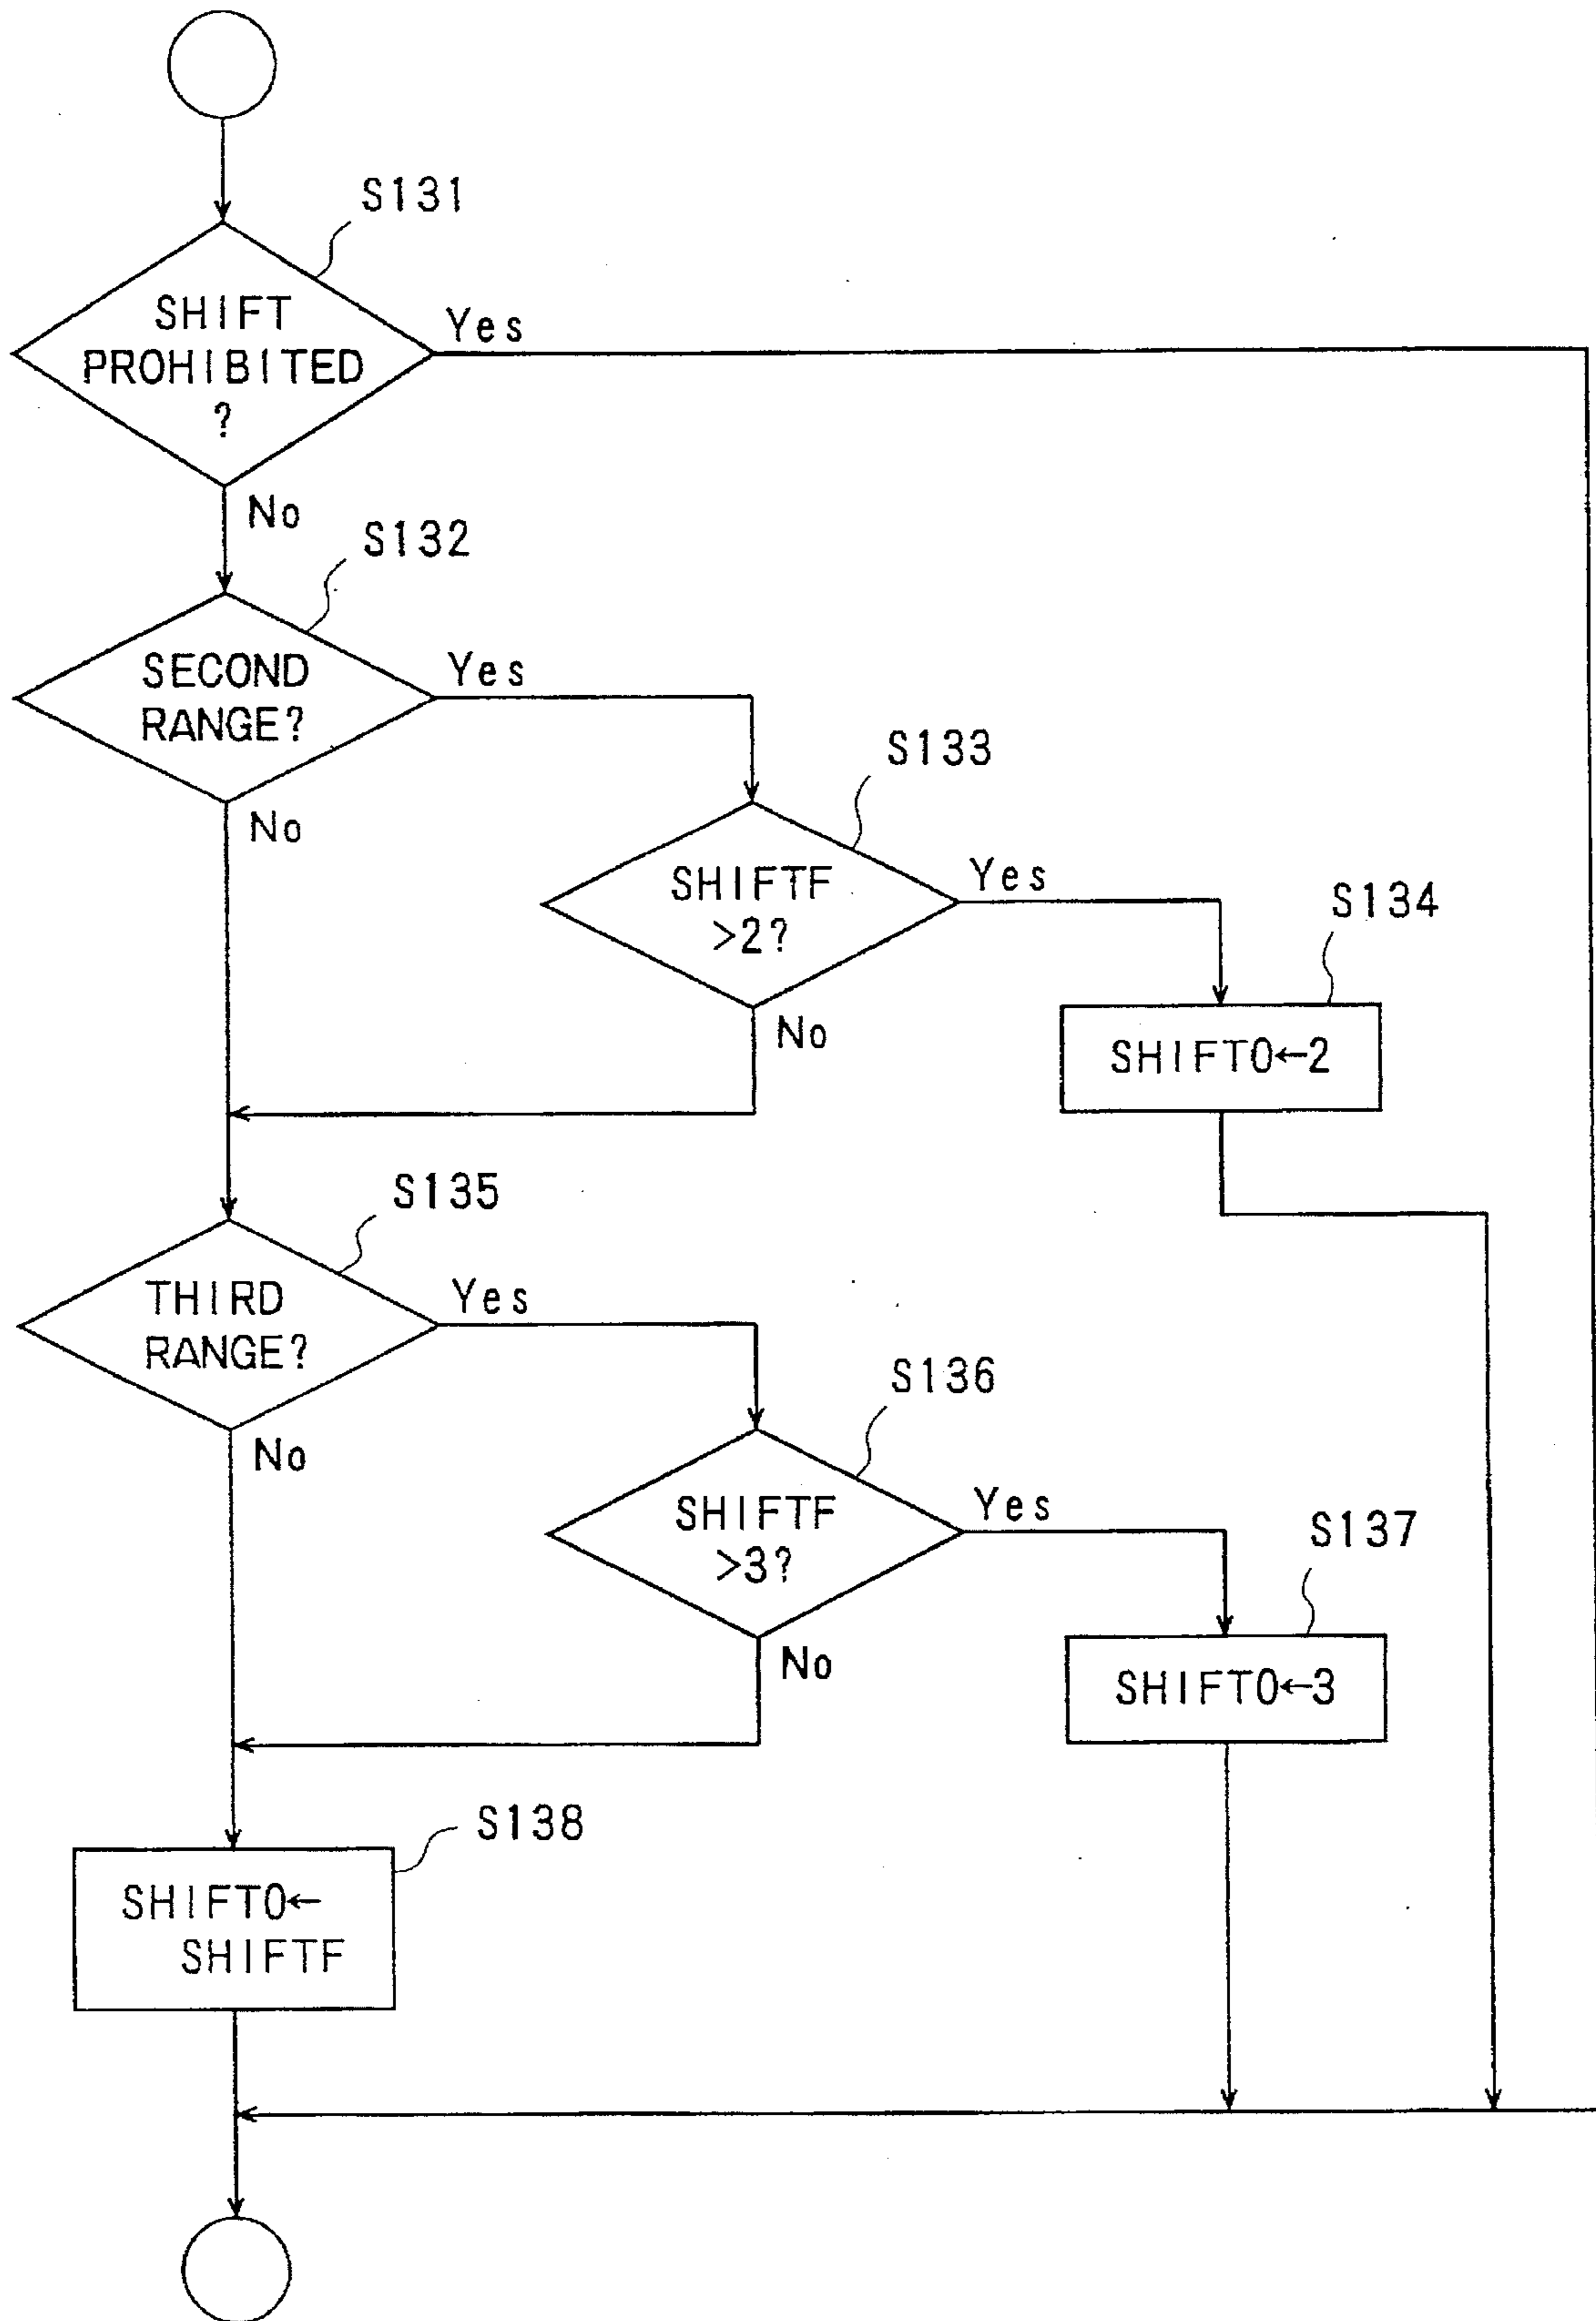 S131
SHIFT
PROHIBITED
?
Yes
No
S132
SECOND
RANGE?
Yes
No
S133
SHIFTF
>2?
Yes
No
S134
SHIFTO←2
S135
THIRD
RANGE?
Yes
No
S136
SHIFTF
>3?
Yes
No
S137
SHIFTO←3
S138
SHIFTO←
SHIFTF